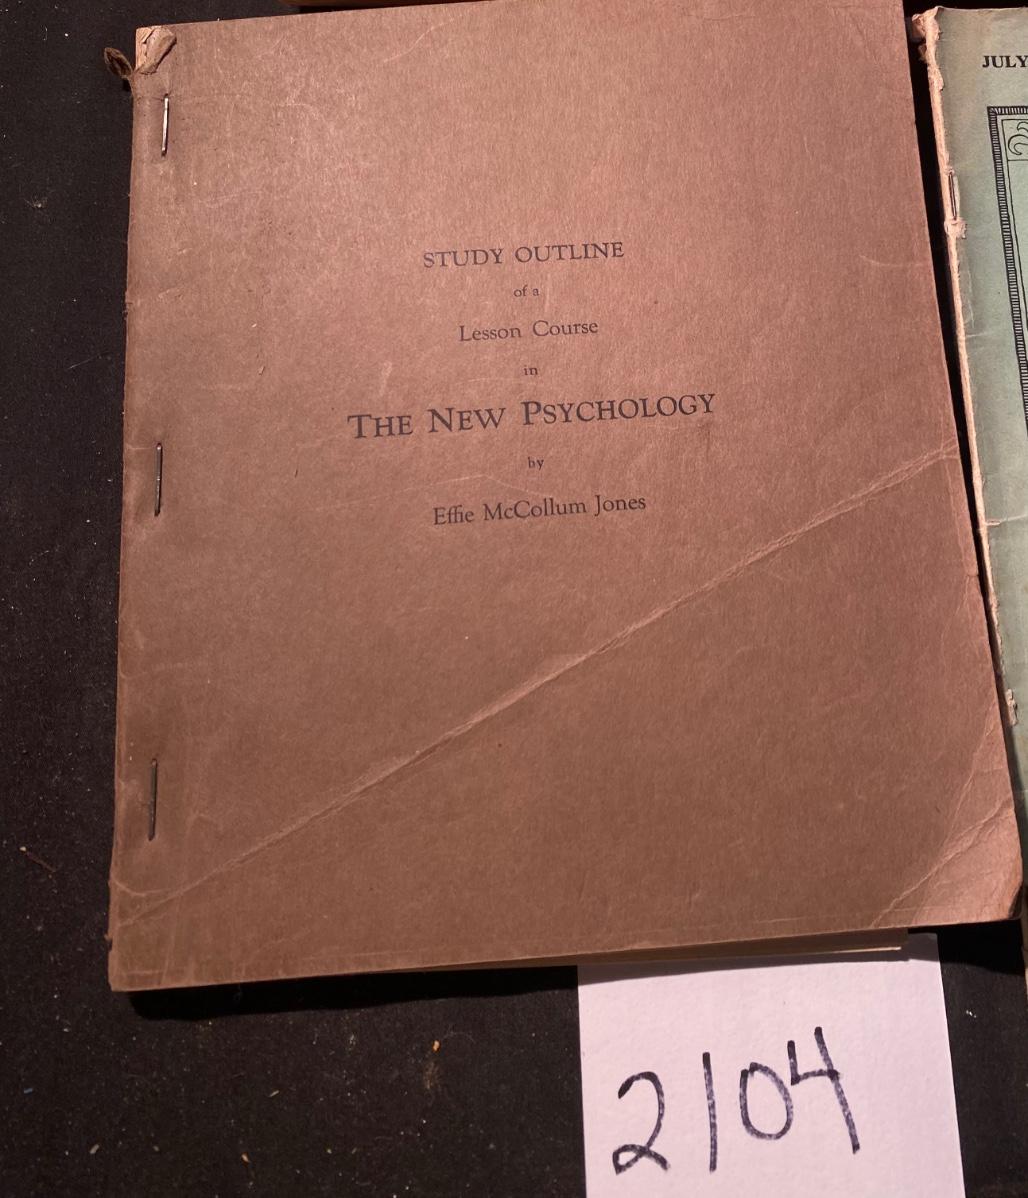 STUDY OUTLINE
of a
Lesson Course
in
THE NEW PSYCHOLOGY
by
Effie McCollum Jones
JULY
2104